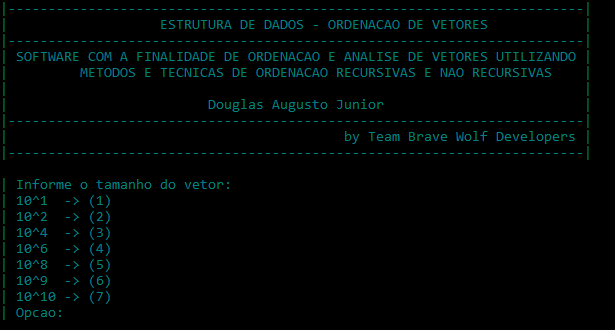 ESTRUTURA DE DADOS - ORDENACAO DE VETORES
SOFTWARE COM A FINALIDADE DE ORDENACAO E ANALISE DE VETORES UTILIZANDO
METODOS E TECNICAS DE ORDENACAO RECURSIVAS E NAO RECURSIVAS
Douglas Augusto Junior
by Team Brave Wolf Developers
Informe o tamanho do vetor:
10^1 -> (1)
10^2 -> (2)
10^4 -> (3)
10^6 -> (4)
10^8 -> (5)
10^9 -> (6)
10^10 -> (7)
Opcao: